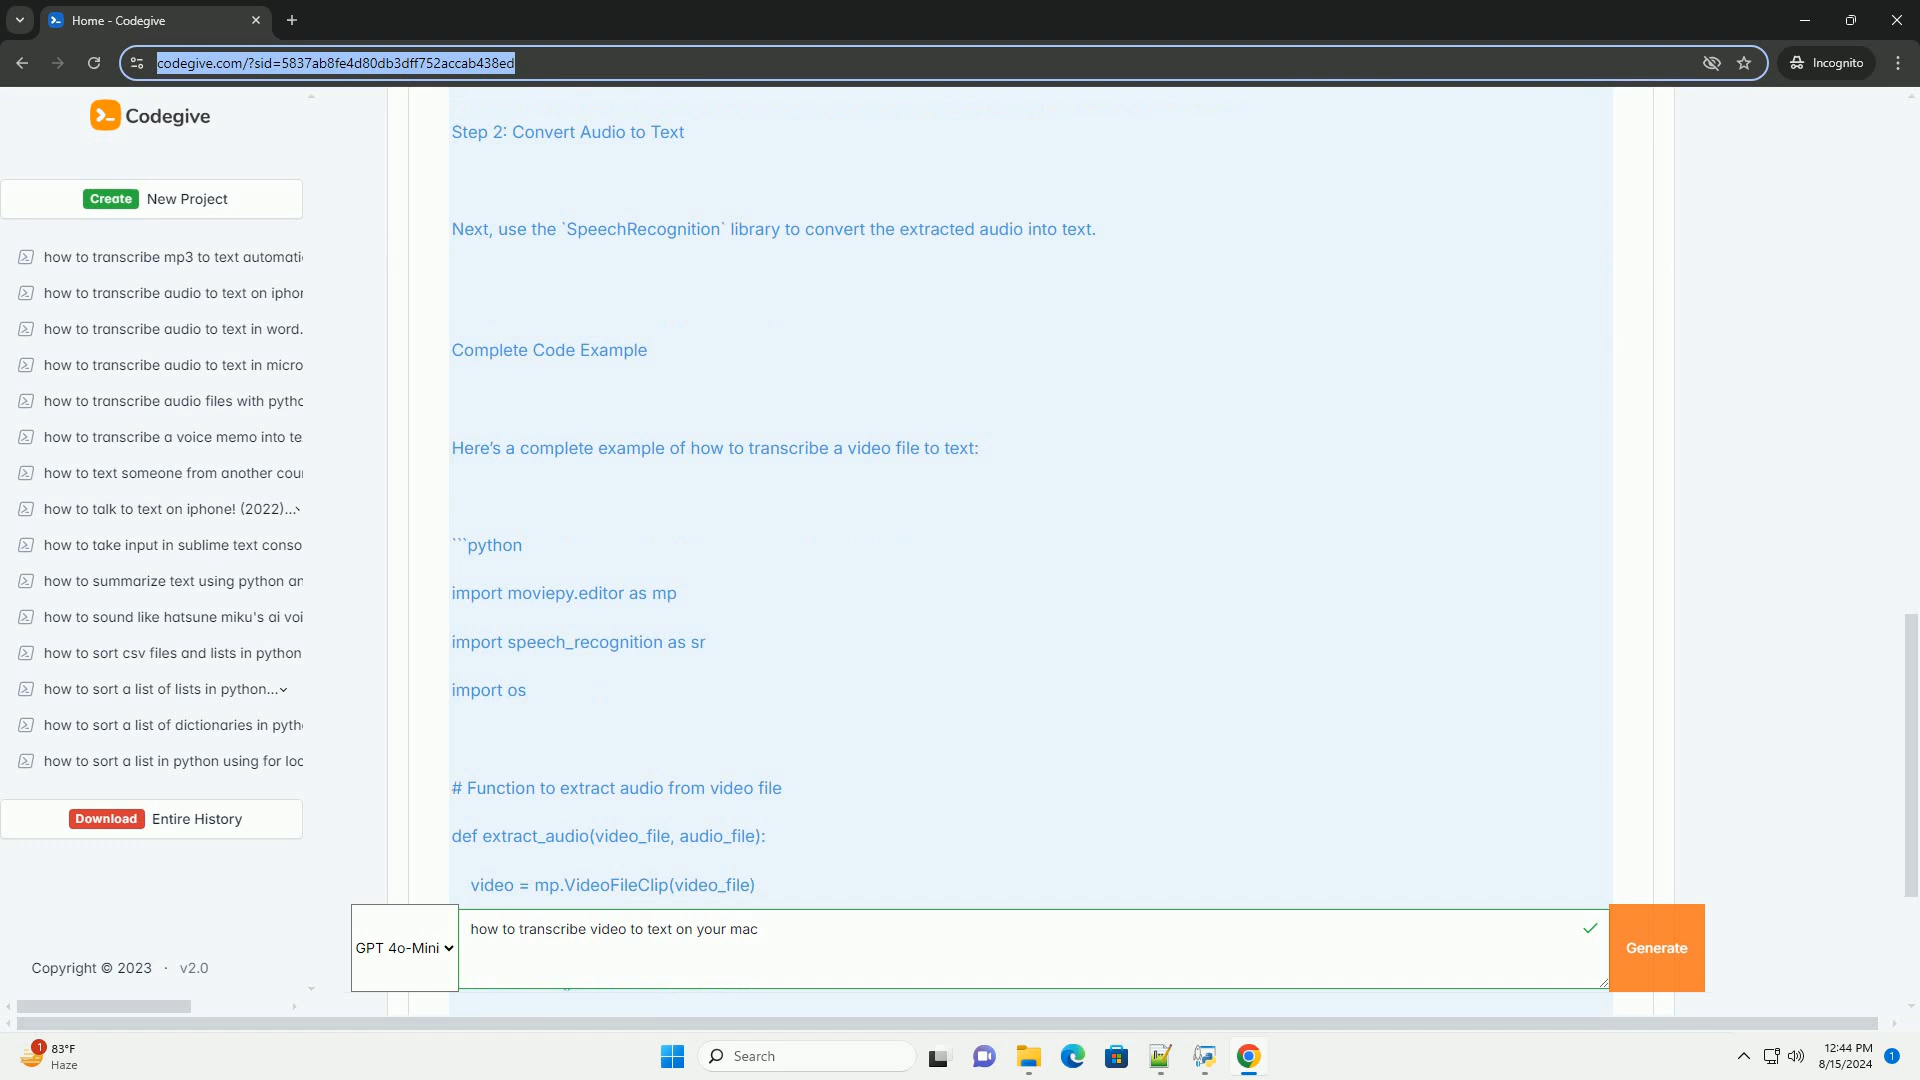 Home - Codegive
codegive.com/?sid=5837ab8fe4d80db3dff752accab438ed
Incognito
Codegive
Create New Project
how to transcribe mp3 to text automati
how to transcribe audio to text on iphor
how to transcribe audio to text in word.
how to transcribe audio to text in micro
how to transcribe audio files with pytho
how to transcribe a voice memo into te
how to text someone from another cou
how to talk to text on iphone! (2022)...
how to take input in sublime text conso
how to summarize text using python an
how to sound like hatsune miku's ai voi
how to sort csv files and lists in python
how to sort a list of lists in python...
how to sort a list of dictionaries in pyth
how to sort a list in python using for loc
Download Entire History
Copyright © 2023 · v2.0
Step 2: Convert Audio to Text
Next, use the `SpeechRecognition` library to convert the extracted audio into text.
Complete Code Example
Here's a complete example of how to transcribe a video file to text:
```python
import moviepy.editor as mp
import speech_recognition as sr
import os
# Function to extract audio from video file
def extract_audio(video_file, audio_file):
video = mp.VideoFileClip(video_file)
GPT 4o-Mini
how to transcribe video to text on your mac
Generate
1
83°F
Haze
Search
12:44 PM
8/15/2024
1